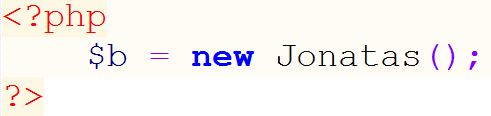 <?php
    $b = new Jonatas();
?>